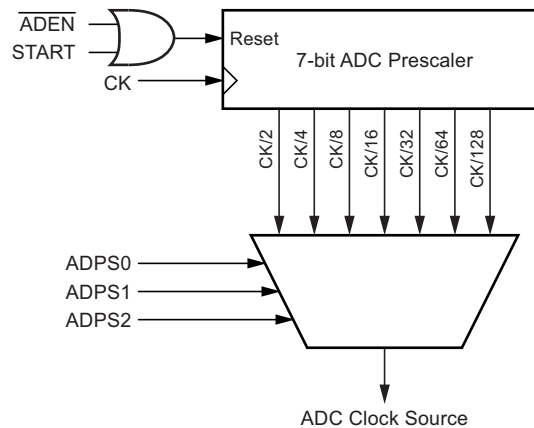 ADEN
START
CK
Reset
7-bit ADC Prescaler
CK/2
CK/4
CK/8
CK/16
CK/32
CK/64
CK/128
ADPS0
ADPS1
ADPS2
ADC Clock Source